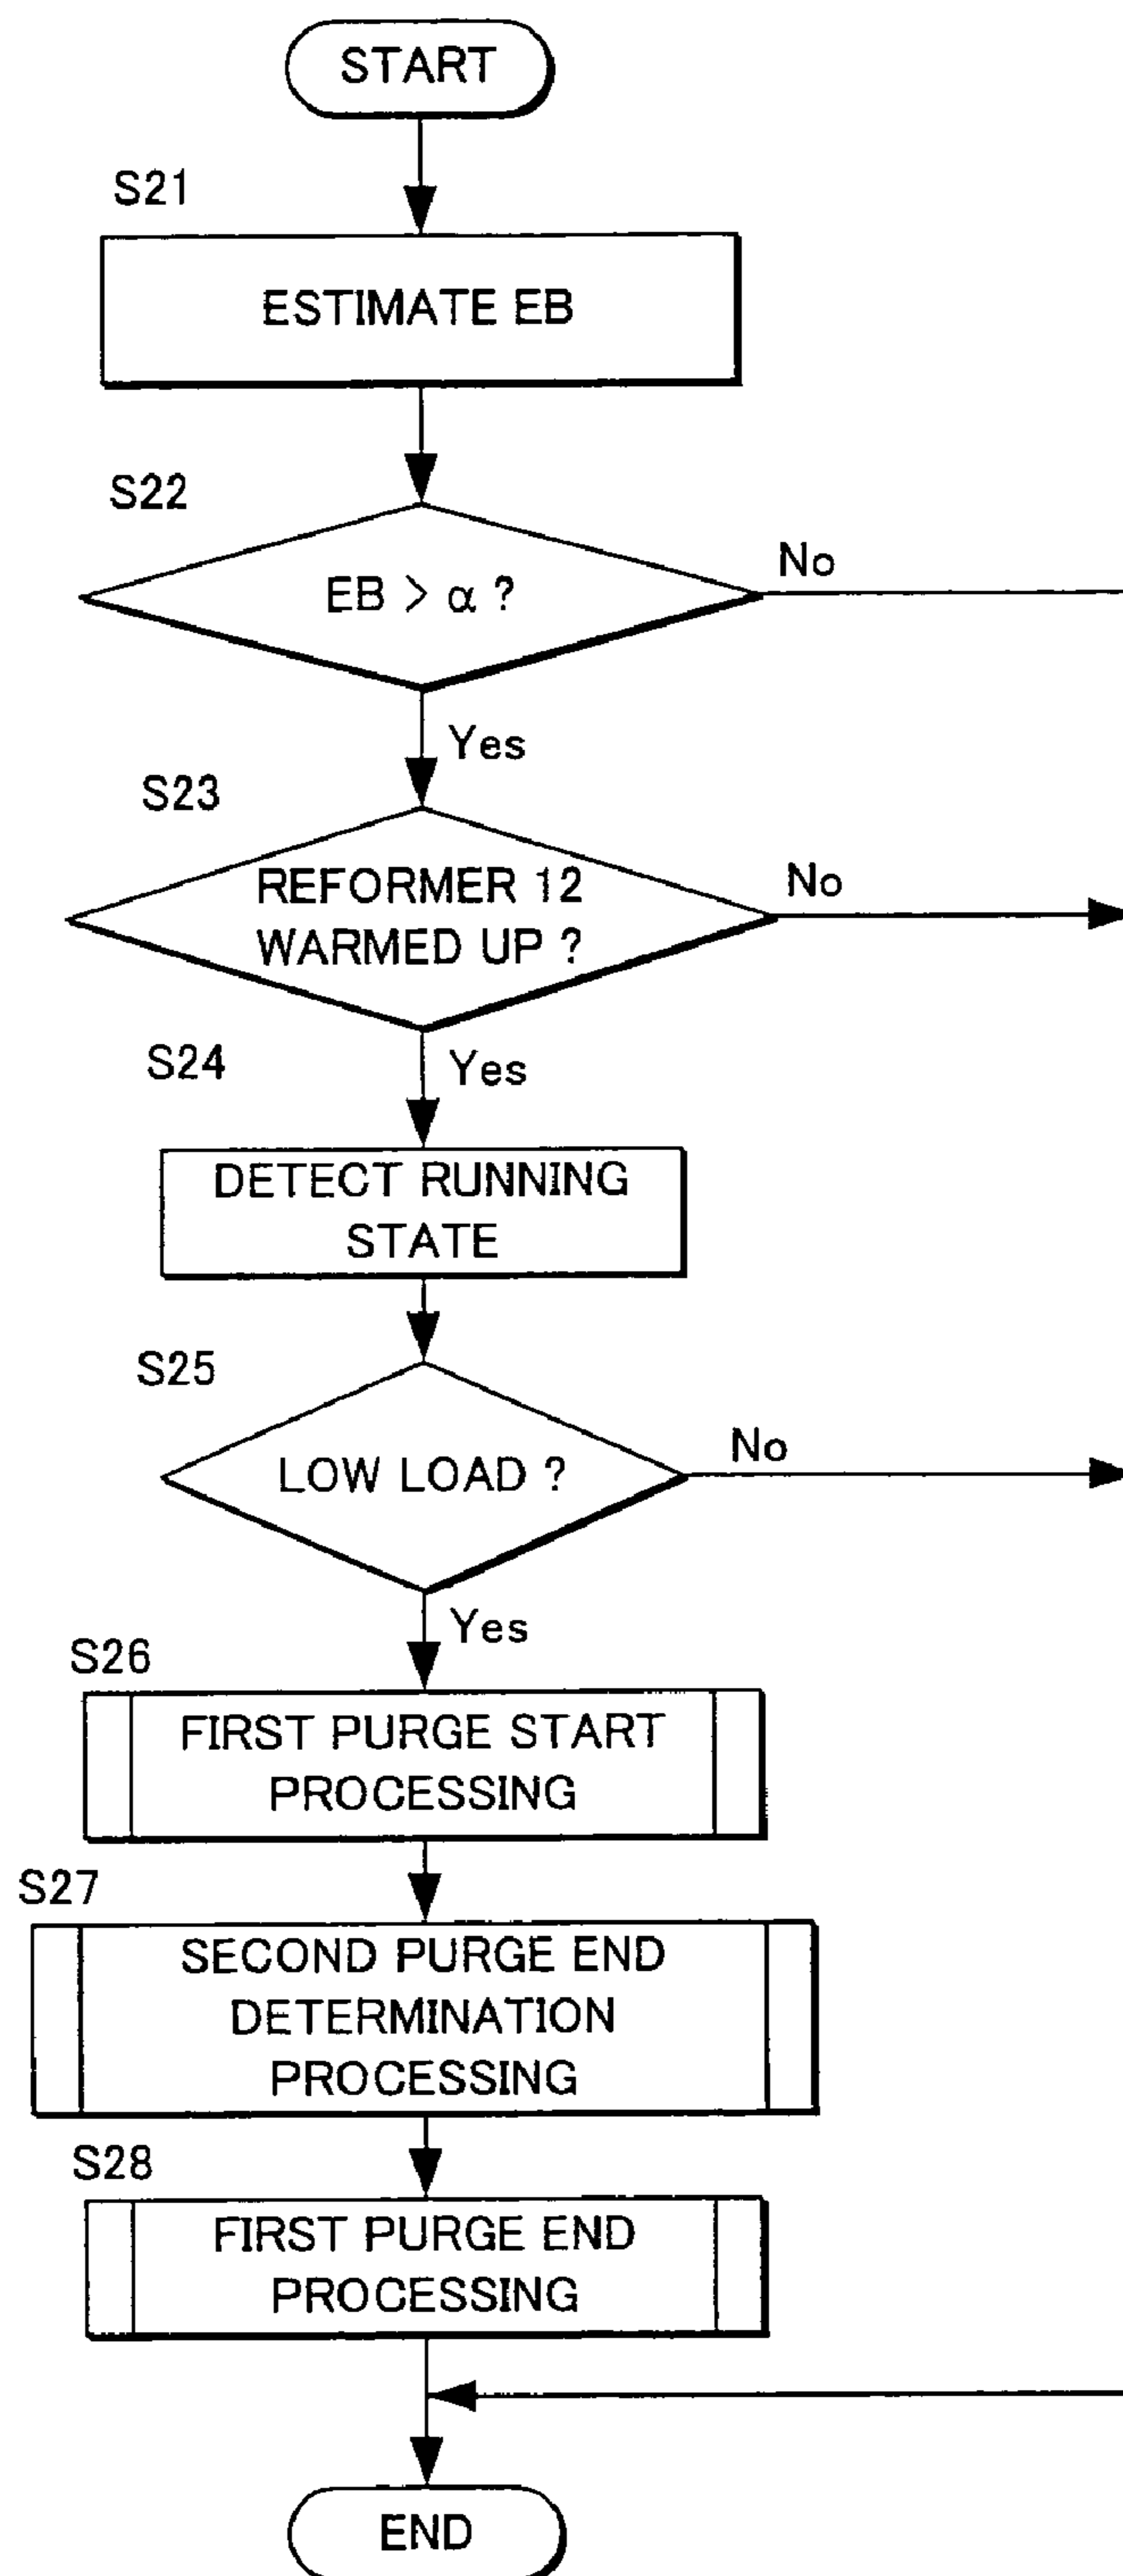 START
S21
ESTIMATE EB
S22
EB > α ?
No
Yes
S23
REFORMER 12
WARMED UP ?
No
S24
Yes
DETECT RUNNING
STATE
S25
LOW LOAD ?
No
Yes
S26
FIRST PURGE START
PROCESSING
S27
SECOND PURGE END
DETERMINATION
PROCESSING
S28
FIRST PURGE END
PROCESSING
END